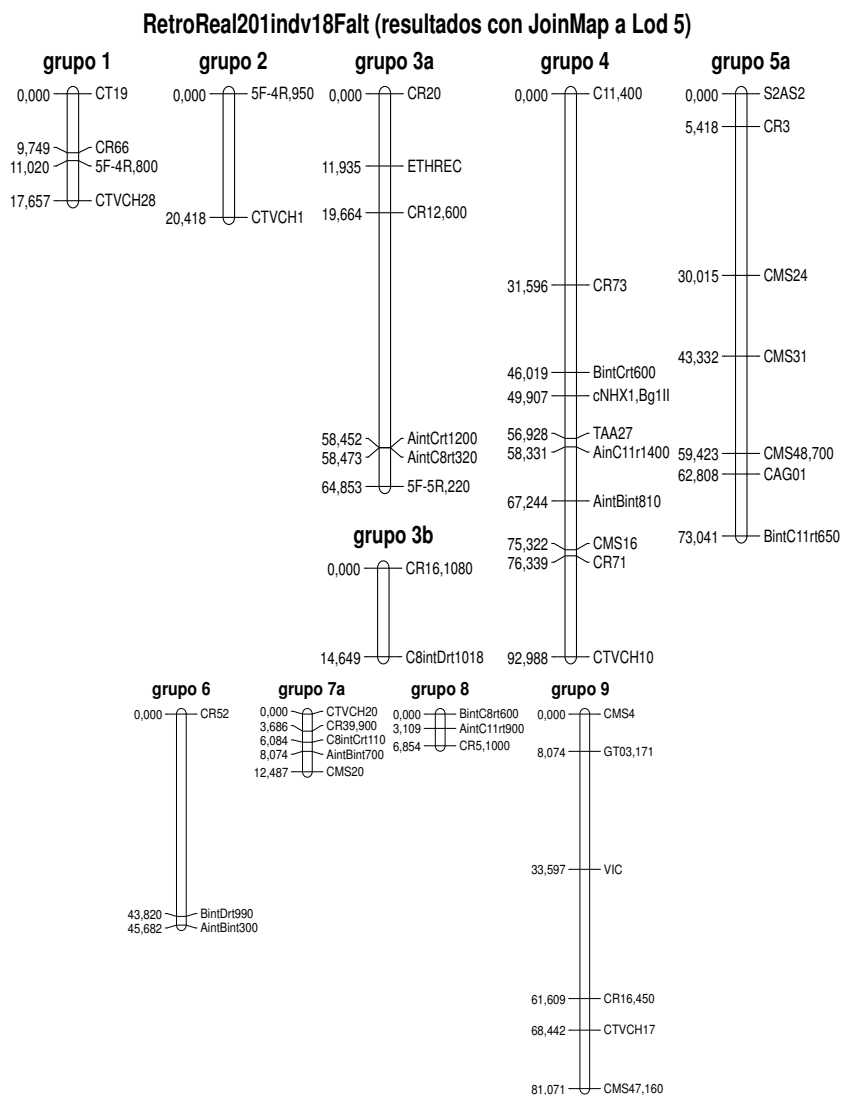 RetroReal201indv18Falt (resultados con JoinMap a Lod 5)
grupo 1
0,000 CT19
9,749 CR66
11,020 5F-4R,800
17,657 CTVCH28
grupo 2
0,000 5F-4R,950
20,418 CTVCH1
grupo 3a
0,000 CR20
11,935 ETHREC
19,664 CR12,600
58,452 AintCrt1200
58,473 AintC8rt320
64,853 5F-5R,220
grupo 3b
0,000 CR16,1080
14,649 C8intDrt1018
grupo 4
0,000 C11,400
31,596 CR73
46,019 BintCrt600
49,907 cNHX1,Bg1II
56,928 TAA27
58,331 AinC11r1400
67,244 AintBint810
75,322 CMS16
76,339 CR71
92,988 CTVCH10
grupo 5a
0,000 S2AS2
5,418 CR3
30,015 CMS24
43,332 CMS31
59,423 CMS48,700
62,808 CAG01
73,041 BintC11rt650
grupo 6
0,000 CR52
43,820 BintDrt990
45,682 AintBint300
grupo 7a
0,000 CTVCH20
3,686 CR39,900
6,084 C8intCrt110
8,074 AintBint700
12,487 CMS20
grupo 8
0,000 BintC8rt600
3,109 AintC11rt900
6,854 CR5,1000
grupo 9
0,000 CMS4
8,074 GT03,171
33,597 VIC
61,609 CR16,450
68,442 CTVCH17
81,071 CMS47,160